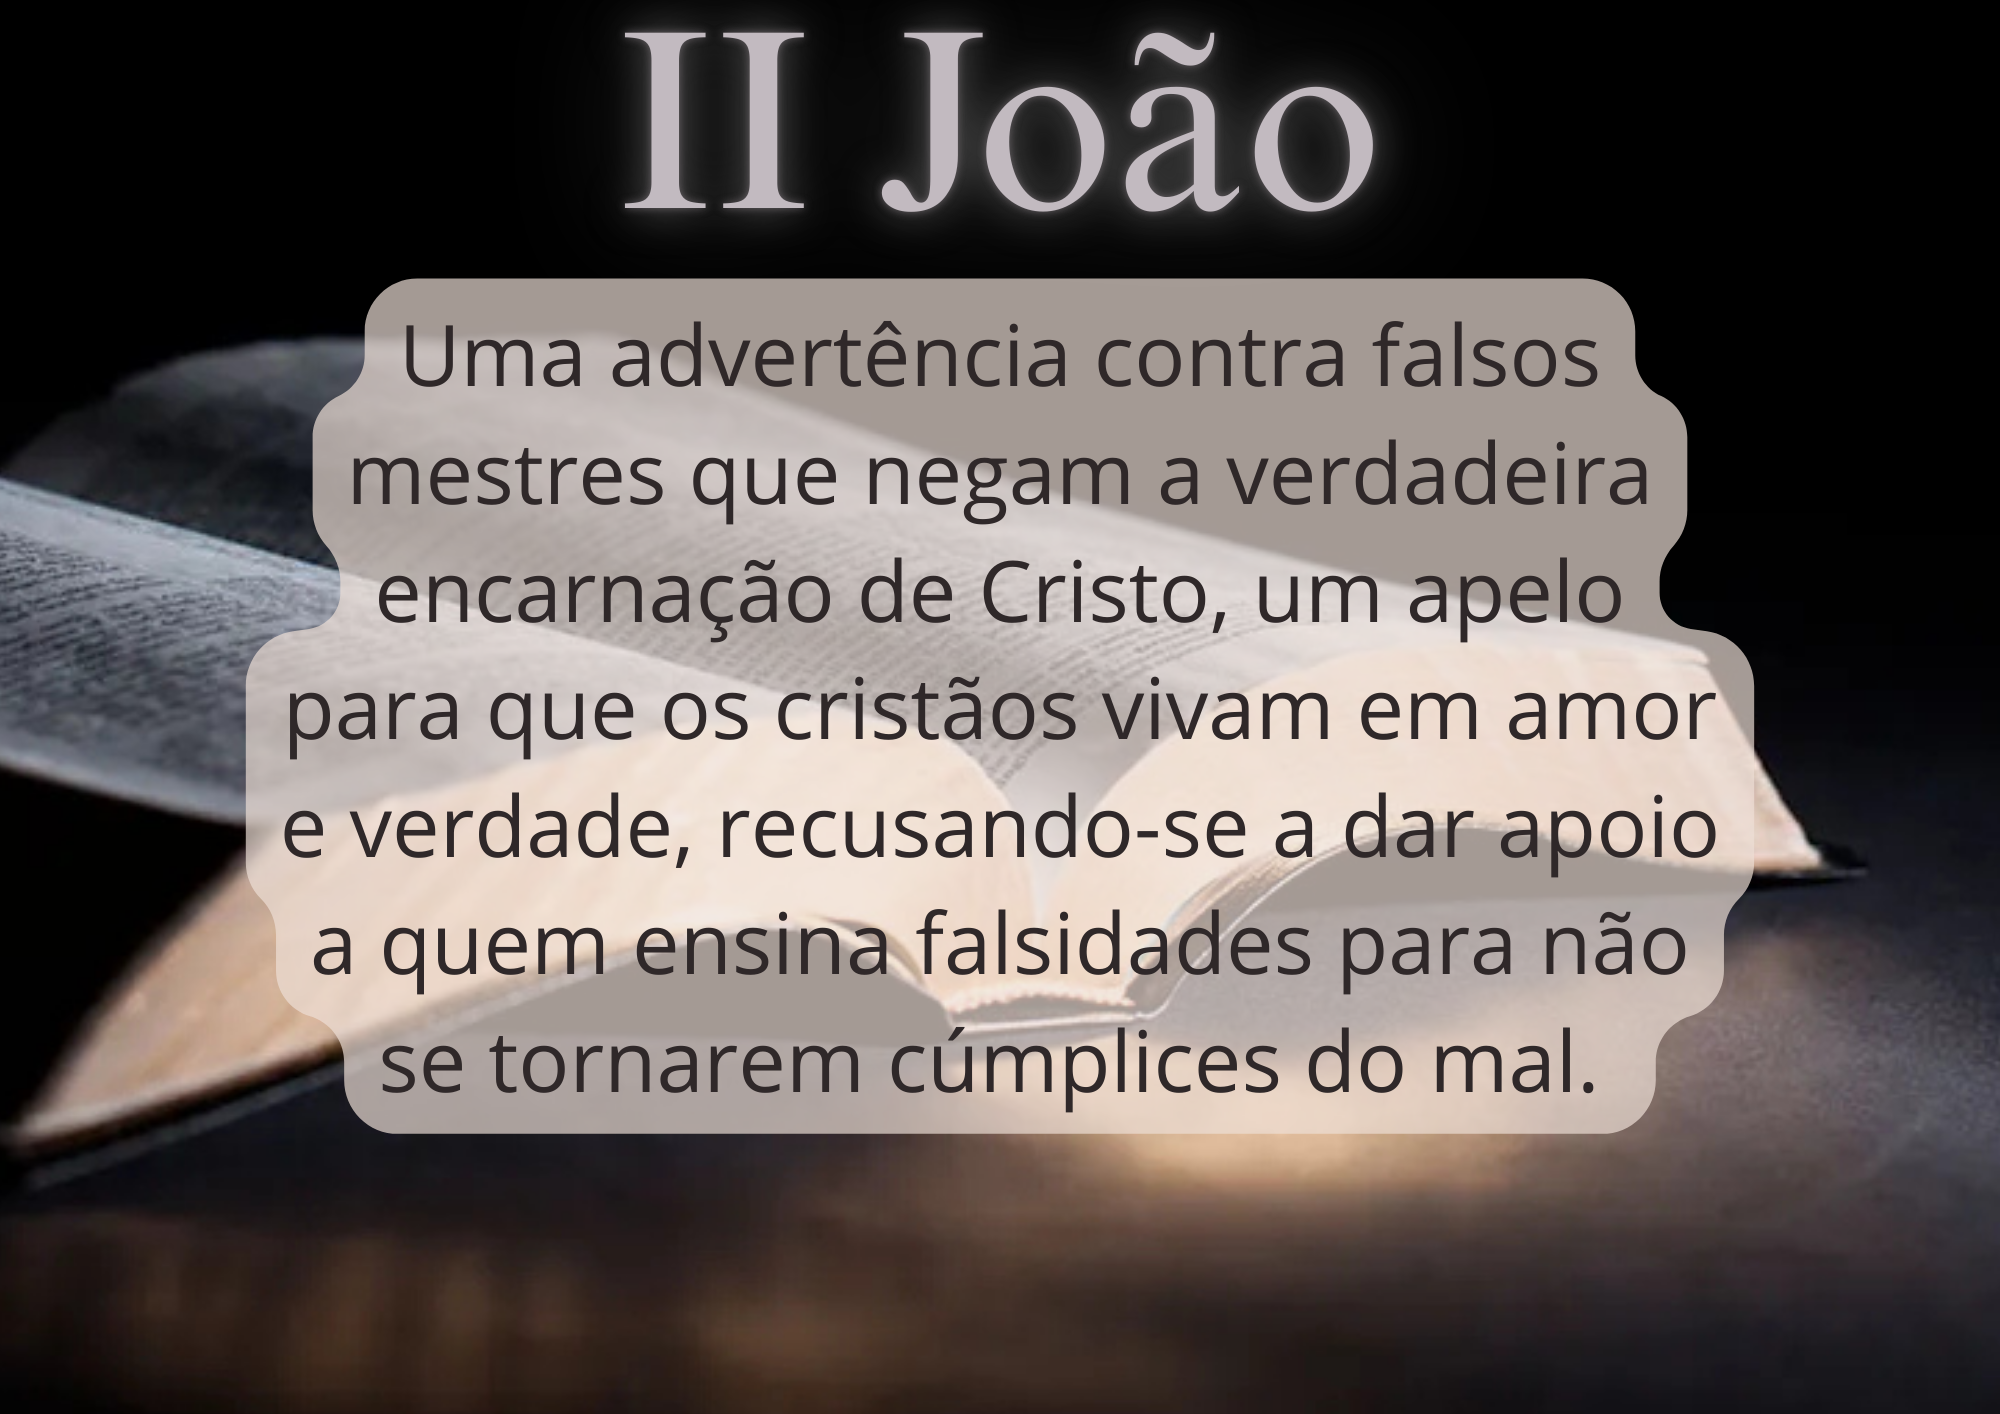 II João
Uma advertência contra falsos
mestres que negam a verdadeira
encarnação de Cristo, um apelo
para que os cristãos vivam em amor
e verdade, recusando-se a dar apoio
a quem ensina falsidades para não
se tornarem cúmplices do mal.